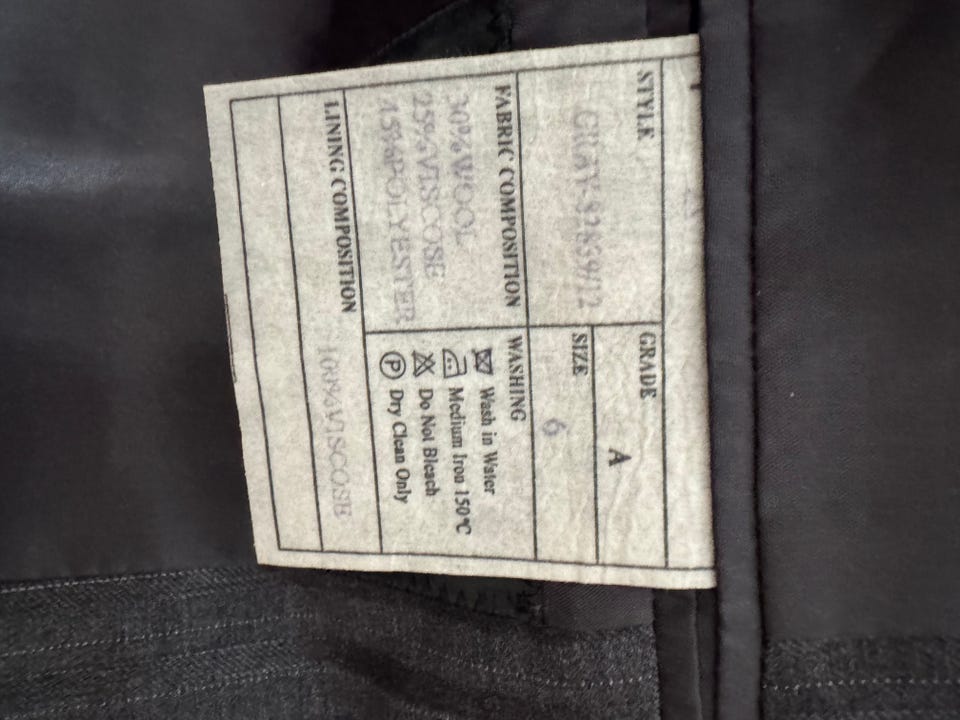 STYLE
GRADE
A
SIZE
6
FABRIC COMPOSITION
30%WOOL
25%VISCOSE
45%POLYESTER
WASHING
Wash in Water
Medium Iron 150℃
Do Not Bleach
P Dry Clean Only
LINING COMPOSITION
100%VISCOSE